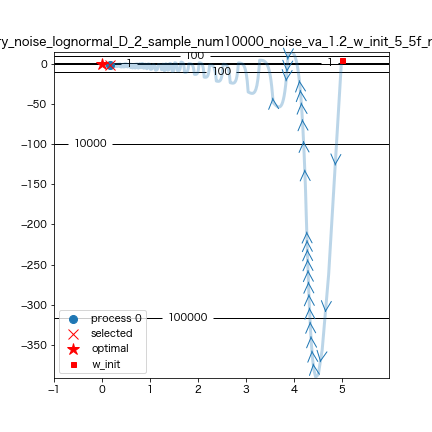 ry_noise_lognormal_D_2_sample_num10000_noise_va_1.2_w_init_5_5f_r
100
0
1
1
100
−50
10000
−100
−150
−200
−250
−300
100000
−350
process 0
selected
optimal
w_init
−1 0 1 2 3 4 5